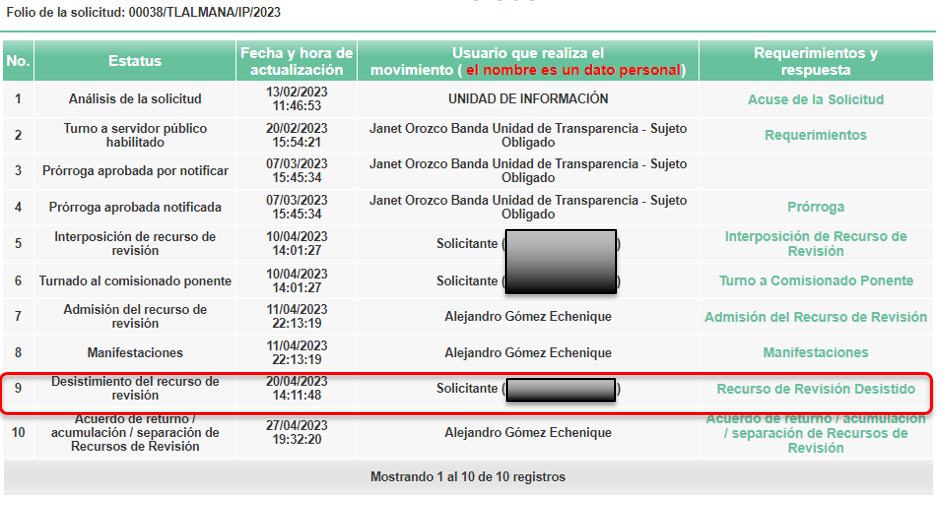 Folio de la solicitud: 00038/TLALMANA/IP/2023
No.
Estatus
Fecha y hora de
actualización
Usuario que realiza el
movimiento ( el nombre es un dato personal)
Requerimientos y
respuesta
1
Análisis de la solicitud
13/02/2023
11:46:53
UNIDAD DE INFORMACIÓN
Acuse de la Solicitud
2
Turno a servidor público
habilitado
20/02/2023
15:54:21
Janet Orozco Banda Unidad de Transparencia - Sujeto
Obligado
Requerimientos
3
Prórroga aprobada por notificar
07/03/2023
15:45:34
Janet Orozco Banda Unidad de Transparencia - Sujeto
Obligado
4
Prórroga aprobada notificada
07/03/2023
15:45:34
Janet Orozco Banda Unidad de Transparencia - Sujeto
Obligado
Prórroga
5
Interposición de recurso de
revisión
10/04/2023
14:01:27
Solicitante ( )
Interposición de Recurso de
Revisión
6
Turnado al comisionado ponente
10/04/2023
14:01:27
Solicitante ( )
Turno a Comisionado Ponente
7
Admisión del recurso de
revisión
11/04/2023
22:13:19
Alejandro Gómez Echenique
Admisión del Recurso de Revisión
8
Manifestaciones
11/04/2023
22:13:19
Alejandro Gómez Echenique
Manifestaciones
9
Desistimiento del recurso de
revisión
20/04/2023
14:11:48
Solicitante ( )
Recurso de Revisión Desistido
10
Acuerdo de returno /
acumulación / separación de
Recursos de Revisión
27/04/2023
19:32:20
Alejandro Gómez Echenique
Acuerdo de returno / acumulación
/ separación de Recursos de
Revisión
Mostrando 1 al 10 de 10 registros